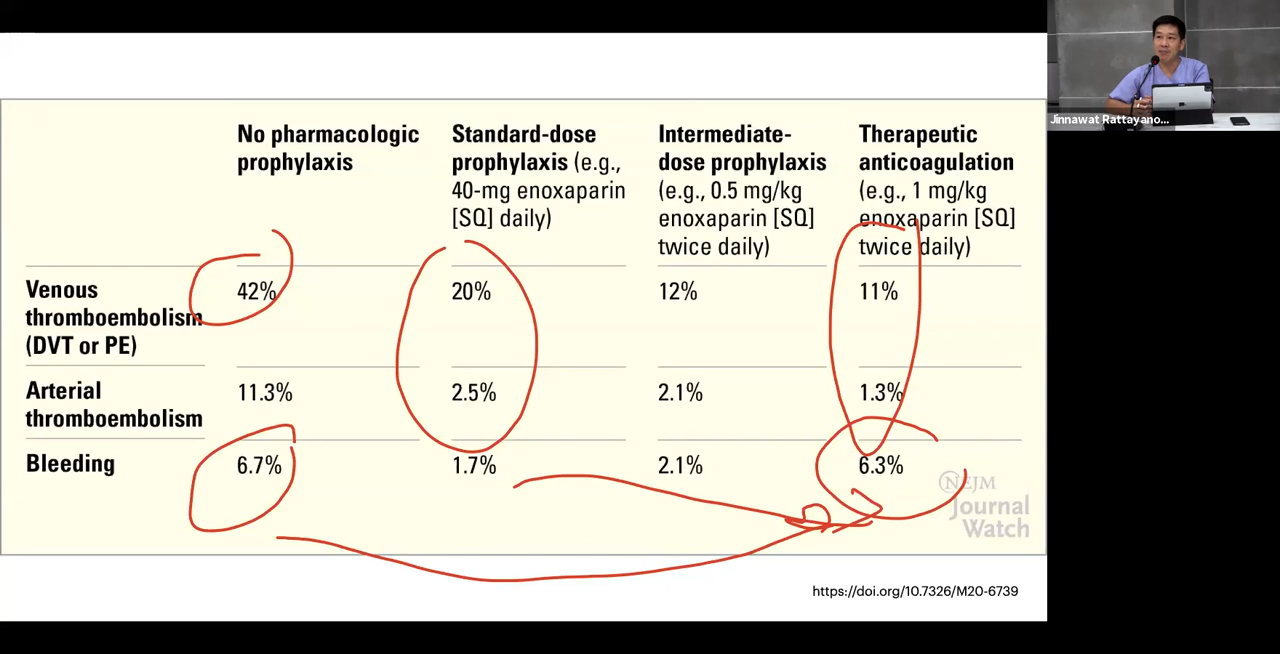 Jinnawat Rattayano...
No pharmacologic
prophylaxis
Standard-dose
prophylaxis (e.g.,
40-mg enoxaparin
[SQ] daily)
Intermediate-
dose prophylaxis
(e.g., 0.5 mg/kg
enoxaparin [SQ]
twice daily)
Therapeutic
anticoagulation
(e.g., 1 mg/kg
enoxaparin [SQ]
twice daily)
Venous
thromboembolism
(DVT or PE)
42%
20%
12%
11%
Arterial
thromboembolism
11.3%
2.5%
2.1%
1.3%
Bleeding
6.7%
1.7%
2.1%
6.3%
NEJM
Journal
Watch
https://doi.org/10.7326/M20-6739